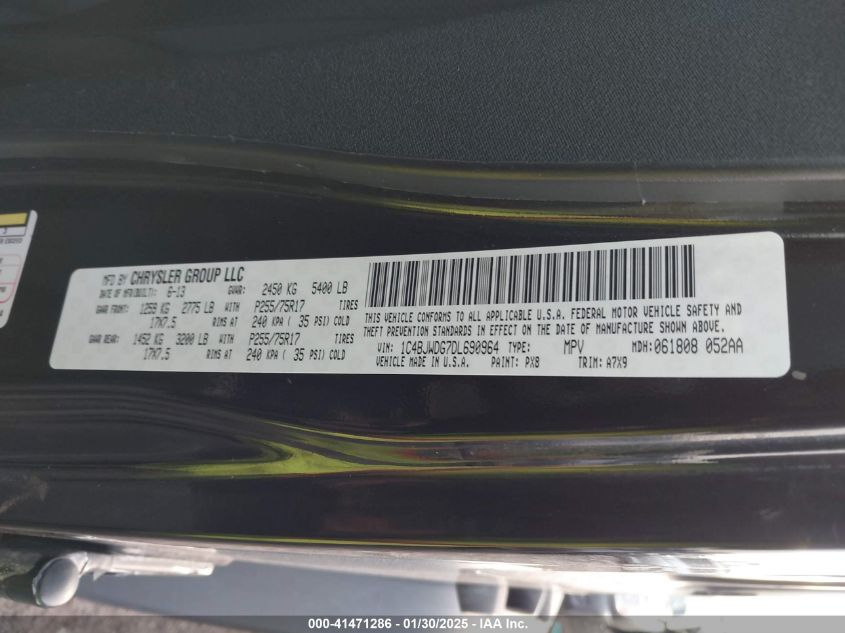 MFD BY CHRYSLER GROUP LLC
DATE OF MFR(BUILT): 6-13 GVWR: 2450 KG 5400 LB
GAWR FRONT: 1259 KG 2775 LB WITH P255/75R17 TIRES
17X7.5 RIMS AT 240 KPA ( 35 PSI) COLD
GAWR REAR: 1452 KG 3200 LB WITH P255/75R17 TIRES
17X7.5 RIMS AT 240 KPA ( 35 PSI) COLD
THIS VEHICLE CONFORMS TO ALL APPLICABLE U.S.A. FEDERAL MOTOR VEHICLE SAFETY AND
THEFT PREVENTION STANDARDS IN EFFECT ON THE DATE OF MANUFACTURE SHOWN ABOVE.
VIN: 1C4BJWDG7DL690964 TYPE: MPV MDH: 061808 052AA
VEHICLE MADE IN U.S.A. PAINT: PX8 TRIM: A7X9
000-41471286 | 01/30/2025 - IAA Inc.